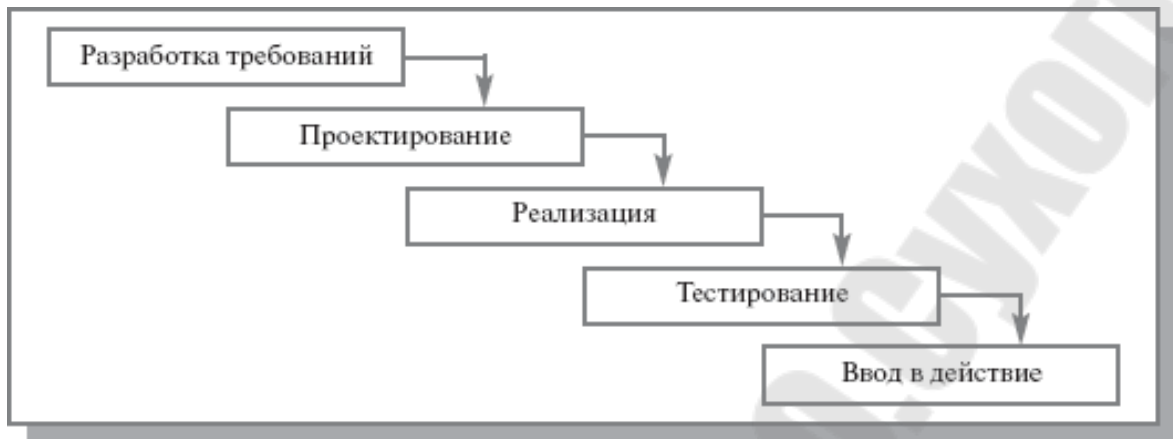 Разработка требований
Проектирование
Реализация
Тестирование
Ввод в действие